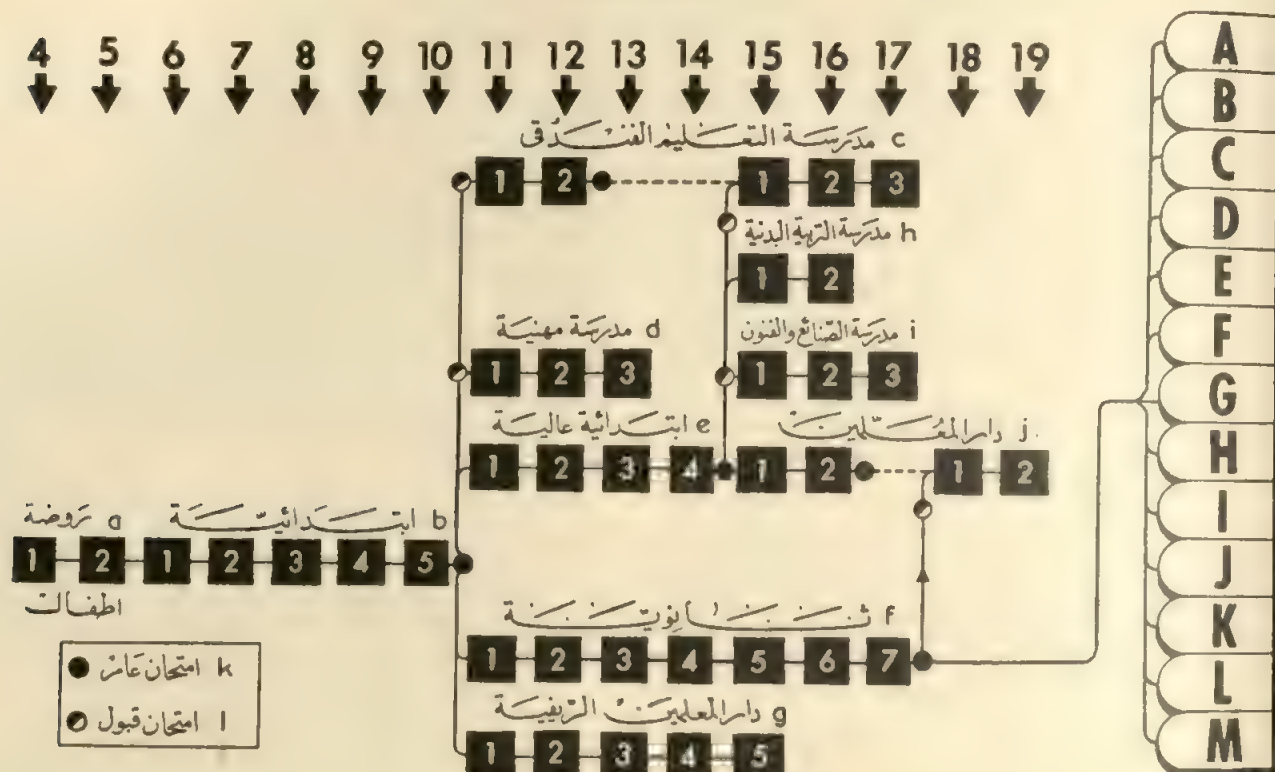 4 5 6 7 8 9 10 11 12 13 14 15 16 17 18 19
c مدرسة التعليم الفندقي
1 2 1 2 3
h مدرسة التربية البدنية
1 2
d مدرسة مهنية
1 2 3
i مدرسة الصنائع والفنون
1 2 3
e ابتدائية عالية
1 2 3 4
j دار المعلمين
1 2 1 2
a روضة
اطفال
1 2
b ابتدائية
1 2 3 4 5
f ثانوية
1 2 3 4 5 6 7
g دار المعلمين الريفية
1 2 3 4 5
k امتحان عام
l امتحان قبول
A
B
C
D
E
F
G
H
I
J
K
L
M